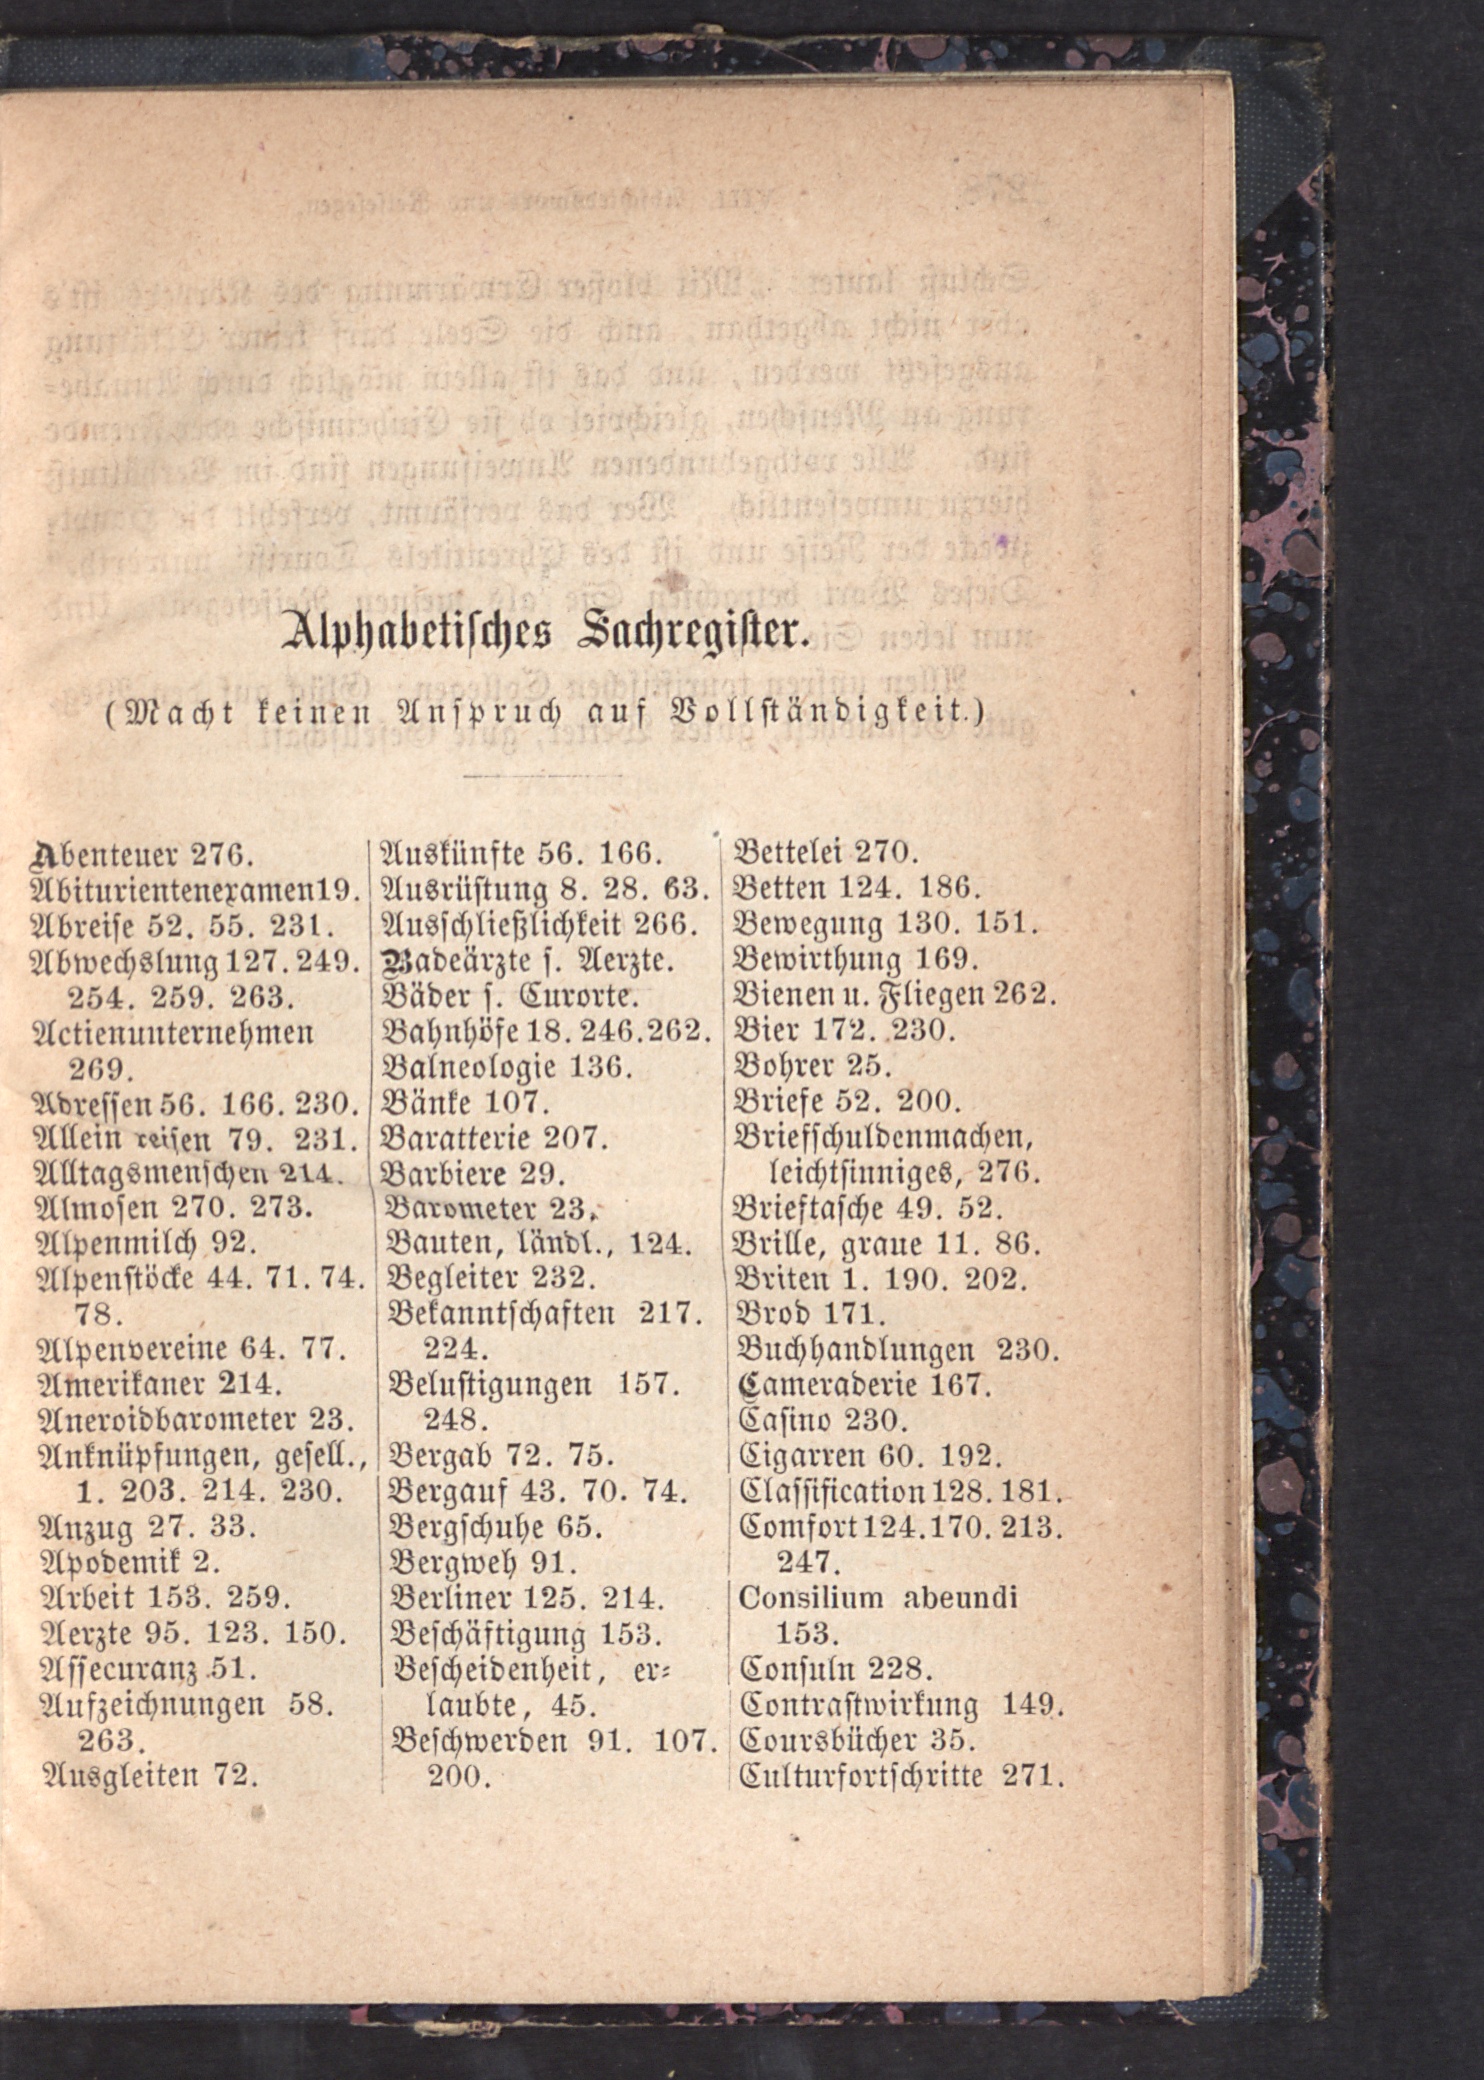 Alphabetisches Sachregister.
(Macht keinen Anspruch auf Vollständigkeit.)
Abenteuer 276.
Abiturientenexamen 19.
Abreise 52. 55. 231.
Abwechslung 127. 249.
254. 259. 263.
Actienunternehmen
269.
Adressen 56. 166. 230.
Allein reisen 79. 231.
Alltagsmenschen 214.
Almosen 270. 273.
Alpenmilch 92.
Alpenstöcke 44. 71. 74.
78.
Alpenvereine 64. 77.
Amerikaner 214.
Aneroidbarometer 23.
Anknüpfungen, gesell.,
1. 203. 214. 230.
Anzug 27. 33.
Apodemik 2.
Arbeit 153. 259.
Aerzte 95. 123. 150.
Assecuranz 51.
Aufzeichnungen 58.
263.
Ausgleiten 72.
Auskünfte 56. 166.
Ausrüstung 8. 28. 63.
Ausschließlichkeit 266.
Badeärzte s. Aerzte.
Bäder s. Curorte.
Bahnhöfe 18. 246. 262.
Balneologie 136.
Bänke 107.
Baratterie 207.
Barbiere 29.
Barometer 23.
Bauten, ländl., 124.
Begleiter 232.
Bekanntschaften 217.
224.
Belustigungen 157.
248.
Bergab 72. 75.
Bergauf 43. 70. 74.
Bergschuhe 65.
Bergweh 91.
Berliner 125. 214.
Beschäftigung 153.
Bescheidenheit, er-
laubte, 45.
Beschwerden 91. 107.
200.
Bettelei 270.
Betten 124. 186.
Bewegung 130. 151.
Bewirthung 169.
Bienen u. Fliegen 262.
Bier 172. 230.
Bohrer 25.
Briefe 52. 200.
Briefschuldenmachen,
leichtsinniges, 276.
Brieftasche 49. 52.
Brille, graue 11. 86.
Briten 1. 190. 202.
Brod 171.
Buchhandlungen 230.
Cameraderie 167.
Casino 230.
Cigarren 60. 192.
Classification 128. 181.
Comfort 124. 170. 213.
247.
Consilium abeundi
153.
Consuln 228.
Contrastwirkung 149.
Coursbücher 35.
Culturfortschritte 271.